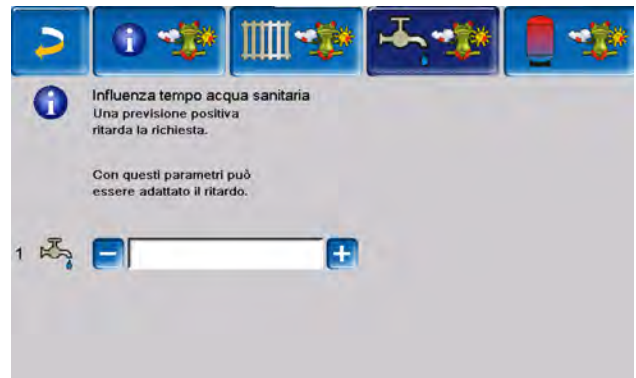 Influenza tempo acqua sanitaria
Una previsione positiva
ritarda la richiesta.
Con questi parametri può
essere adattato il ritardo.
1